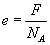 e = F / N_A